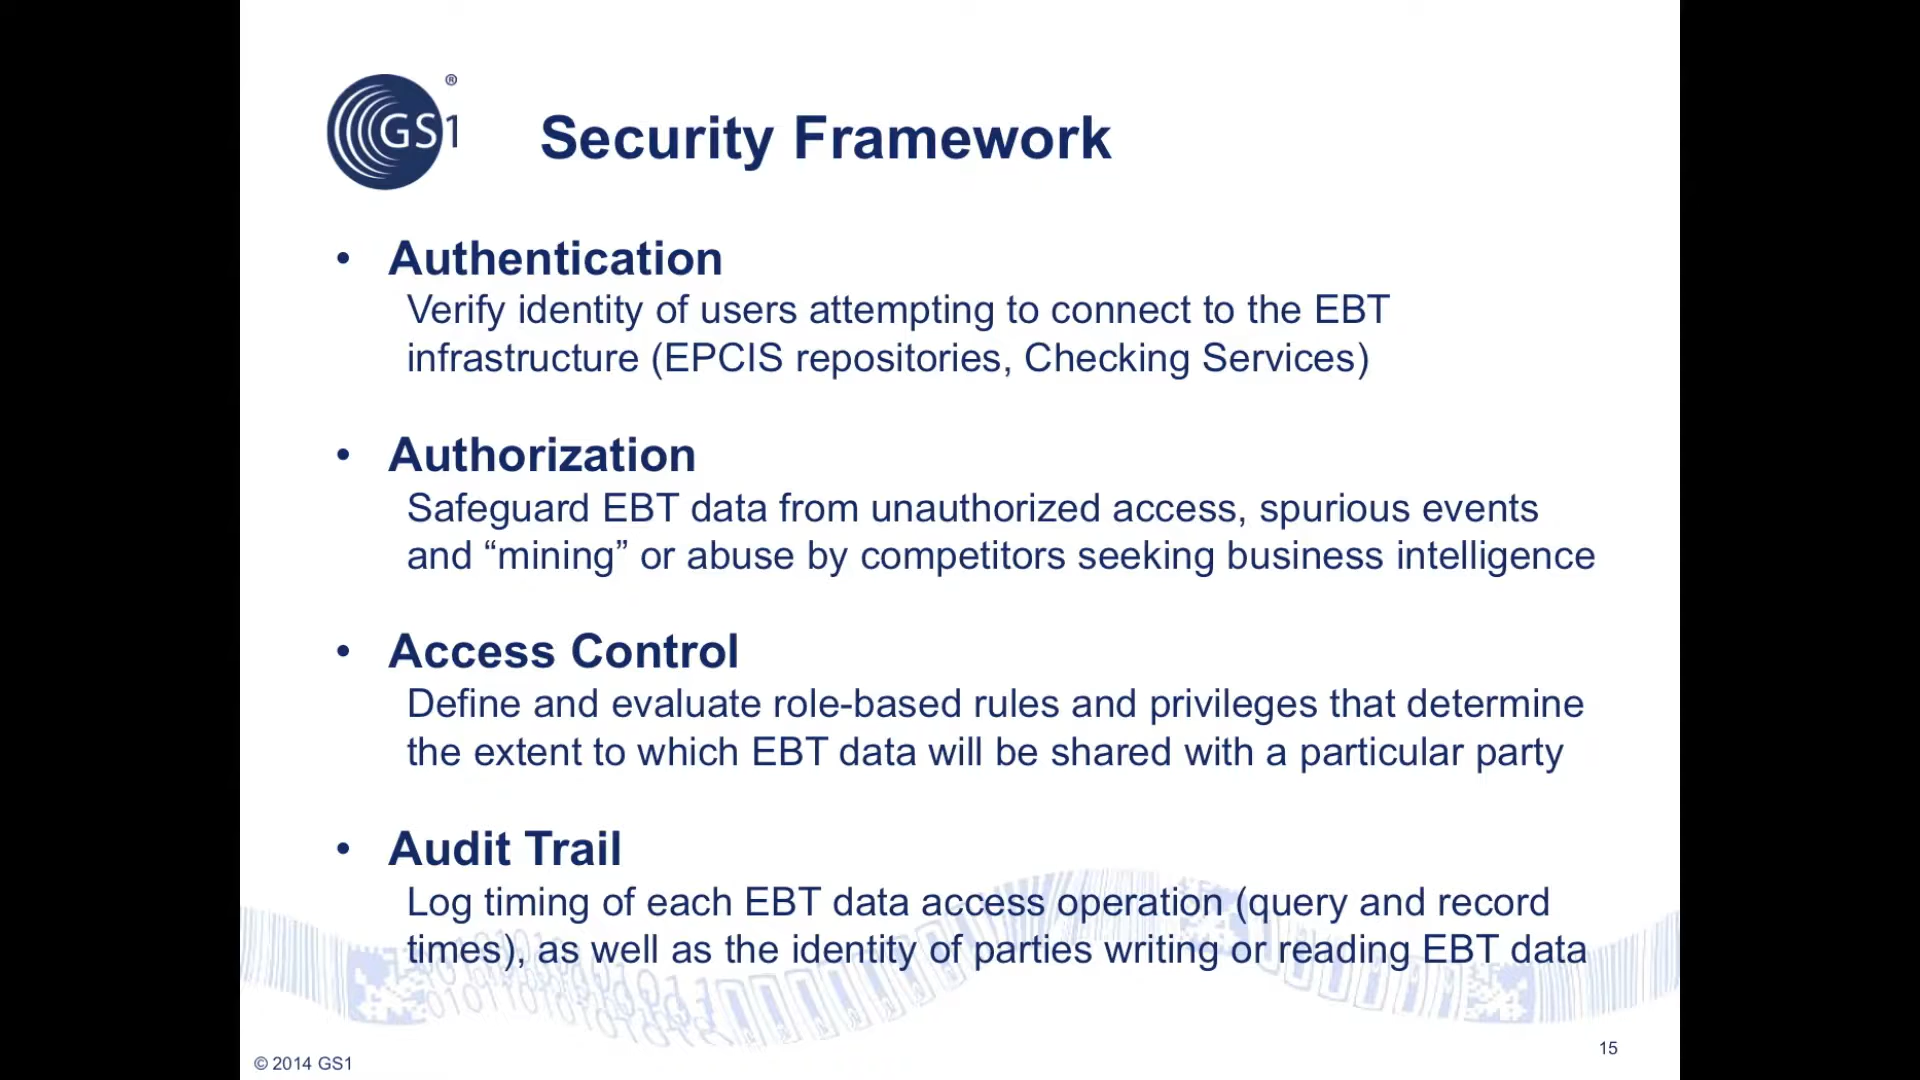 GS1 ®
Security Framework
• Authentication
Verify identity of users attempting to connect to the EBT
infrastructure (EPCIS repositories, Checking Services)
• Authorization
Safeguard EBT data from unauthorized access, spurious events
and “mining” or abuse by competitors seeking business intelligence
• Access Control
Define and evaluate role-based rules and privileges that determine
the extent to which EBT data will be shared with a particular party
• Audit Trail
Log timing of each EBT data access operation (query and record
times), as well as the identity of parties writing or reading EBT data
15
© 2014 GS1